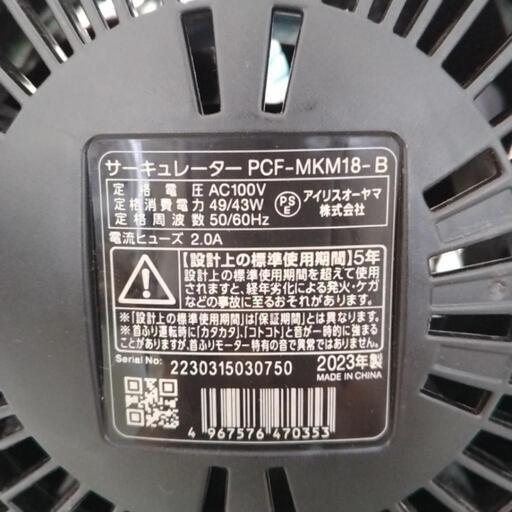 サーキュレーター PCF-MKM18-B
定格電圧 AC100V
定格消費電力 49/43W
定格周波数 50/60Hz
電流ヒューズ 2.0A
PSE
アイリスオーヤマ
株式会社
【設計上の標準使用期間】5年
設計上の標準使用期間を超えて使用
されますと、経年劣化による発火・ケガ
などの事故に至るおそれがあります。
※「設計上の標準使用期間」は「保証期間」とは異なります。
※首ふり運転時に「カタカタ」、「コトコト」と音が一時的に強くする
ことがありますが、首ふりモーター特有の音で異常ではありません。
Serial No: 2230315030750
2023年製
MADE IN CHINA
4 967576 470353